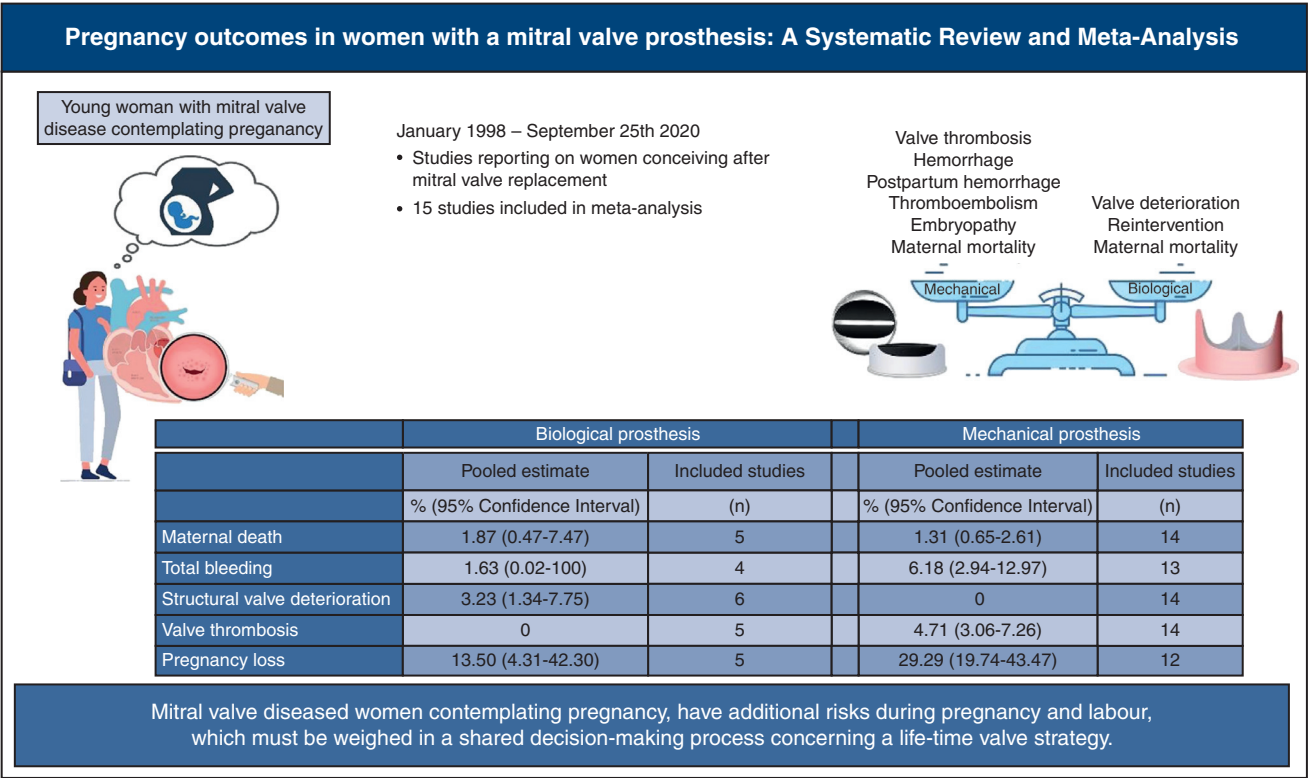 Pregnancy outcomes in women with a mitral valve prosthesis: A Systematic Review and Meta-Analysis
Young woman with mitral valve
disease contemplating preganancy
January 1998 – September 25th 2020
• Studies reporting on women conceiving after
mitral valve replacement
• 15 studies included in meta-analysis
Valve thrombosis
Hemorrhage
Postpartum hemorrhage
Thromboembolism
Embryopathy
Maternal mortality
Valve deterioration
Reintervention
Maternal mortality
Mechanical
Biological
Biological prosthesis Mechanical prosthesis
Pooled estimate Included studies Pooled estimate Included studies
% (95% Confidence Interval) (n) % (95% Confidence Interval) (n)
Maternal death 1.87 (0.47-7.47) 5 1.31 (0.65-2.61) 14
Total bleeding 1.63 (0.02-100) 4 6.18 (2.94-12.97) 13
Structural valve deterioration 3.23 (1.34-7.75) 6 0 14
Valve thrombosis 0 5 4.71 (3.06-7.26) 14
Pregnancy loss 13.50 (4.31-42.30) 5 29.29 (19.74-43.47) 12
Mitral valve diseased women contemplating pregnancy, have additional risks during pregnancy and labour,
which must be weighed in a shared decision-making process concerning a life-time valve strategy.